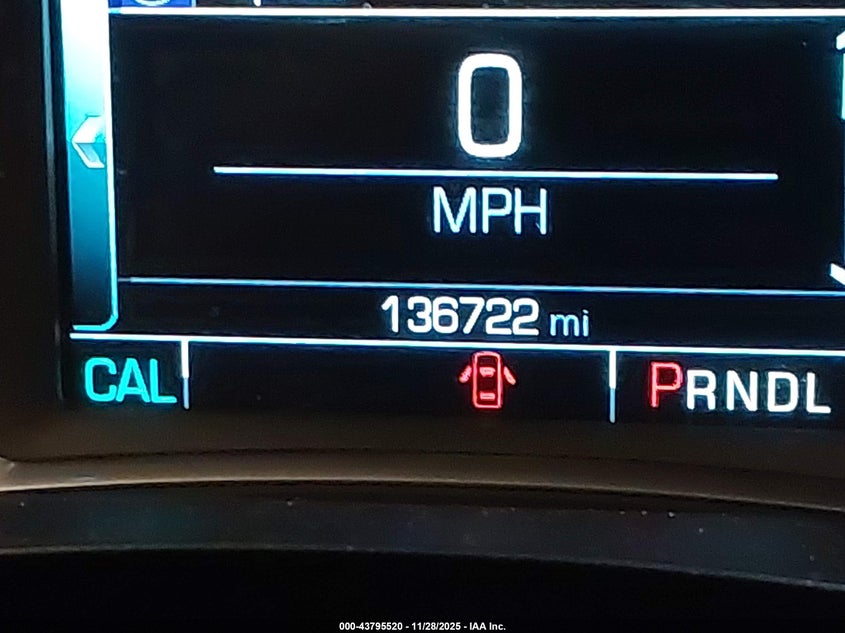 0
MPH
136722 mi
CAL PRNDL
000-43795520 - 11/28/2025 - IAA Inc.